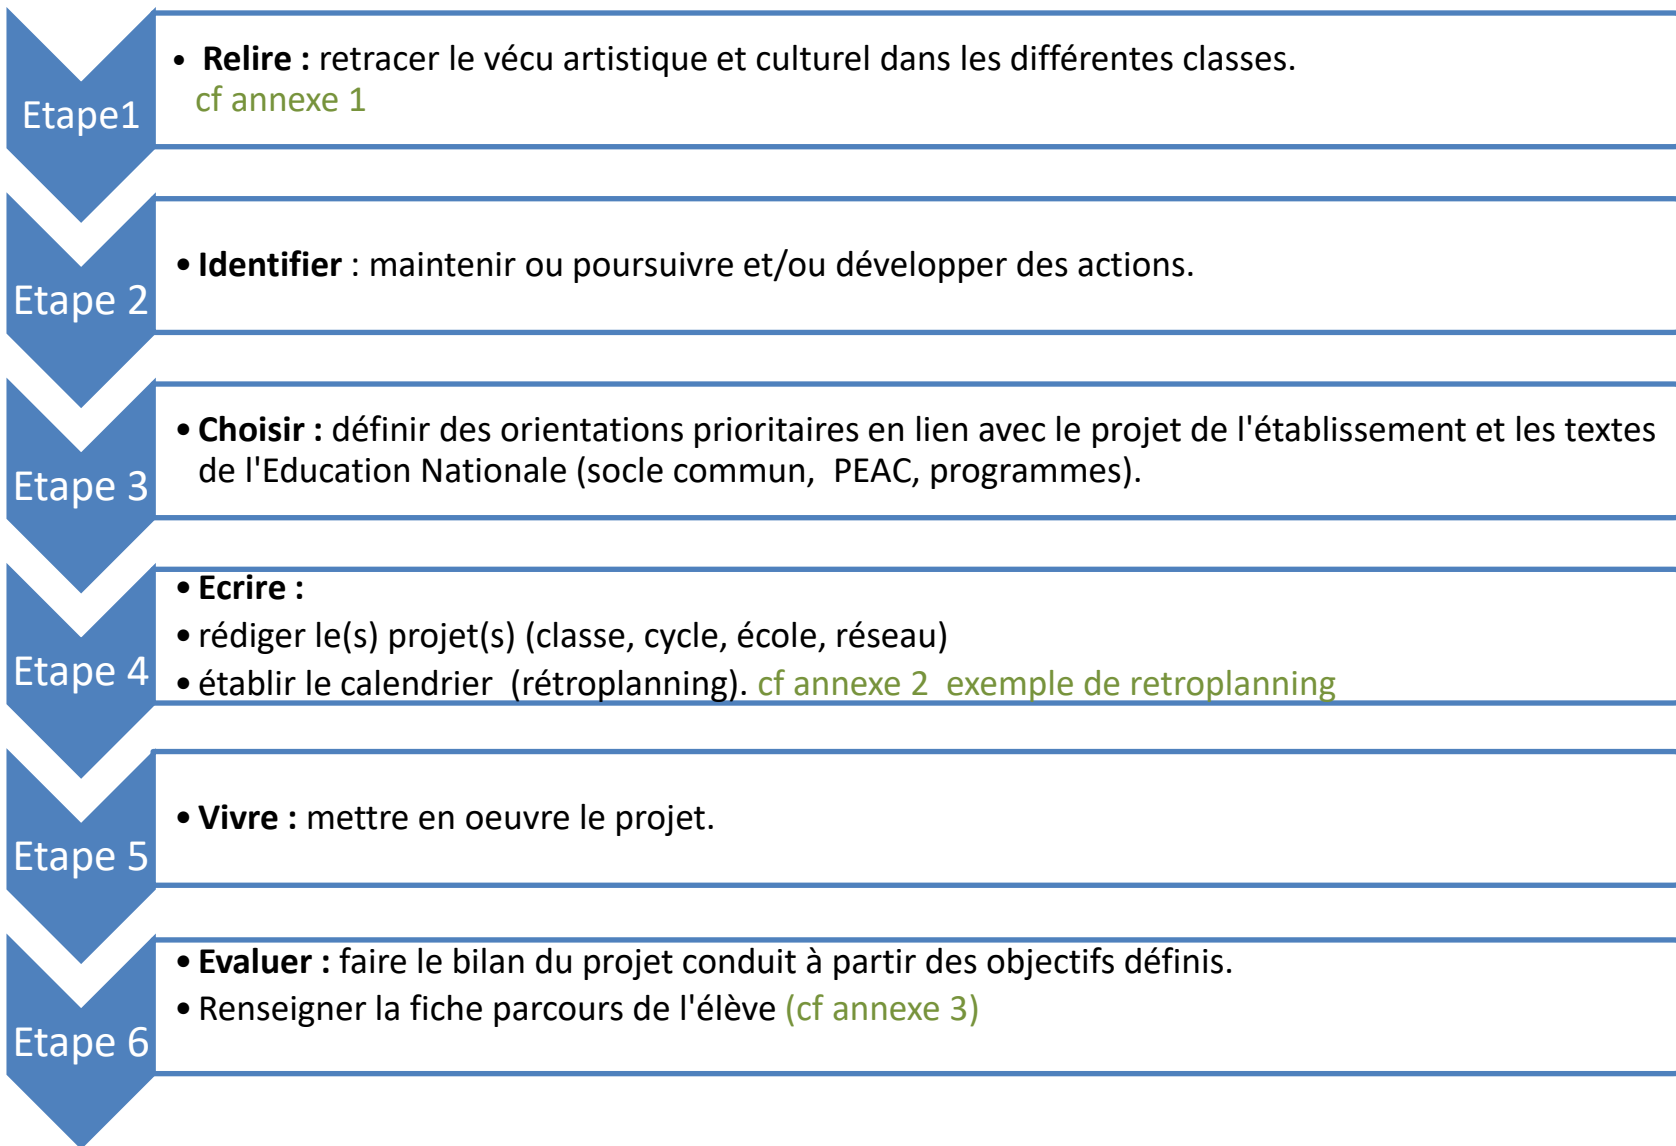 Etape1
• Relire : retracer le vécu artistique et culturel dans les différentes classes.
cf annexe 1
Etape 2
• Identifier : maintenir ou poursuivre et/ou développer des actions.
Etape 3
• Choisir : définir des orientations prioritaires en lien avec le projet de l'établissement et les textes
de l'Education Nationale (socle commun, PEAC, programmes).
Etape 4
• Ecrire :
• rédiger le(s) projet(s) (classe, cycle, école, réseau)
• établir le calendrier (rétroplanning). cf annexe 2 exemple de retroplanning
Etape 5
• Vivre : mettre en oeuvre le projet.
Etape 6
• Evaluer : faire le bilan du projet conduit à partir des objectifs définis.
• Renseigner la fiche parcours de l'élève (cf annexe 3)